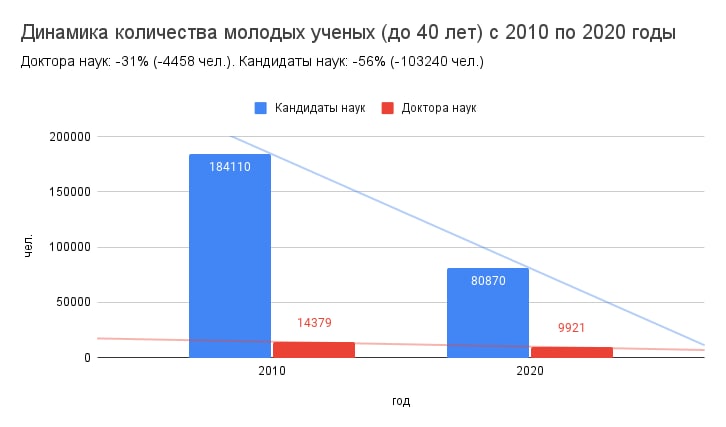 Динамика количества молодых ученых (до 40 лет) с 2010 по 2020 годы
Доктора наук: -31% (-4458 чел.). Кандидаты наук: -56% (-103240 чел.)
Кандидаты наук Доктора наук
200000
184110
150000
100000
80870
50000
14379
9921
0
чел.
2010 2020
год